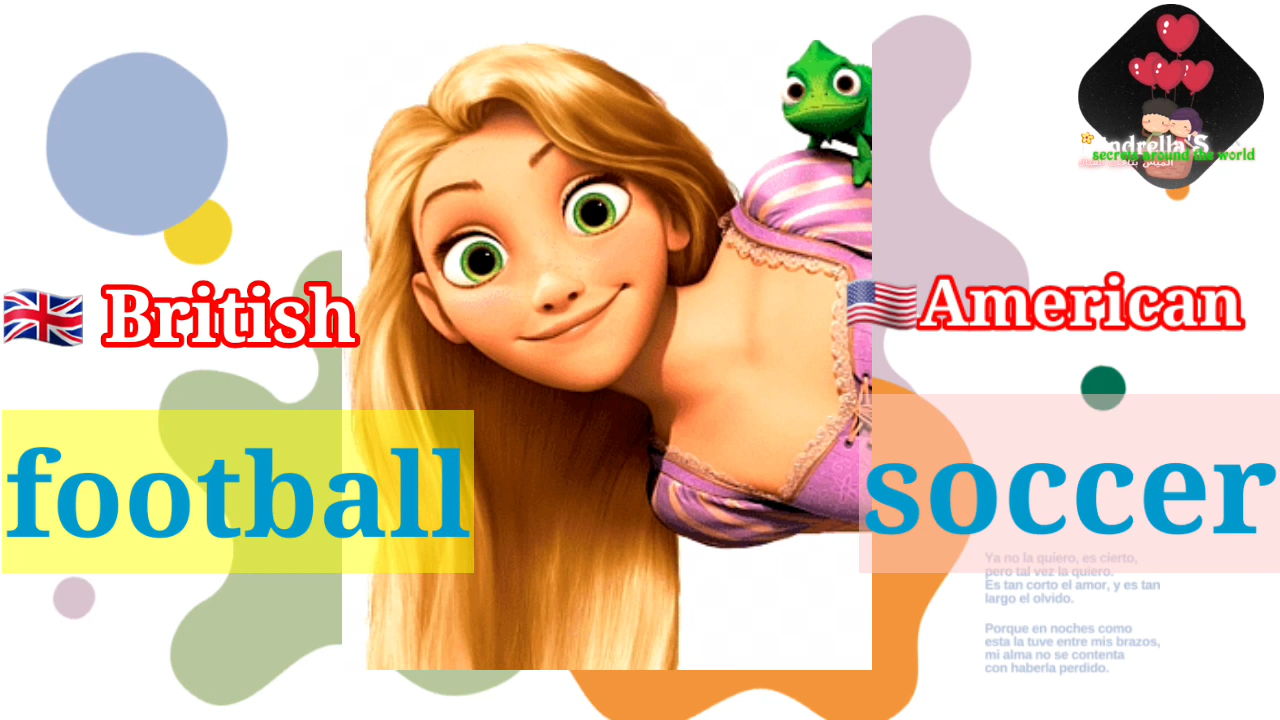 secrets around the world
British
American
football
soccer
Ya no la quiero, es cierto,
pero tal vez la quiero.
Es tan corto el amor, y es tan
largo el olvido.
Porque en noches como
esta la tuve entre mis brazos,
mi alma no se contenta
con haberla perdido.